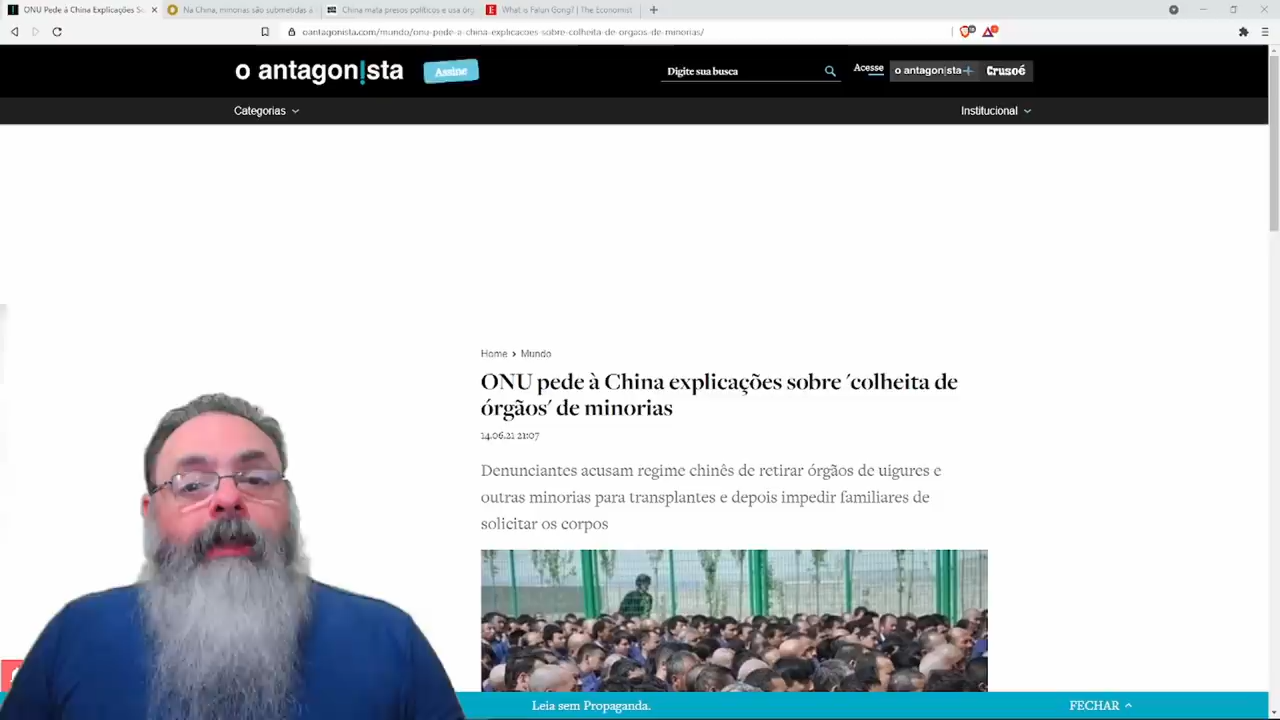 ONU Pede à China Explicações S
Na China, minorias são submetidas à
China mata presos políticos e usa órg
What is Falun Gong? | The Economist
oantagonista.com/mundo/onu-pede-a-china-explicacoes-sobre-colheita-de-orgaos-de-minorias/
o antagon!sta
Assine
Digite sua busca
Acesse
o antagon|sta+
Crusoé
Categorias
Institucional
Home > Mundo
ONU pede à China explicações sobre 'colheita de
órgãos' de minorias
14.06.21 21:07
Denunciantes acusam regime chinês de retirar órgãos de uigures e
outras minorias para transplantes e depois impedir familiares de
solicitar os corpos
Leia sem Propaganda.
FECHAR